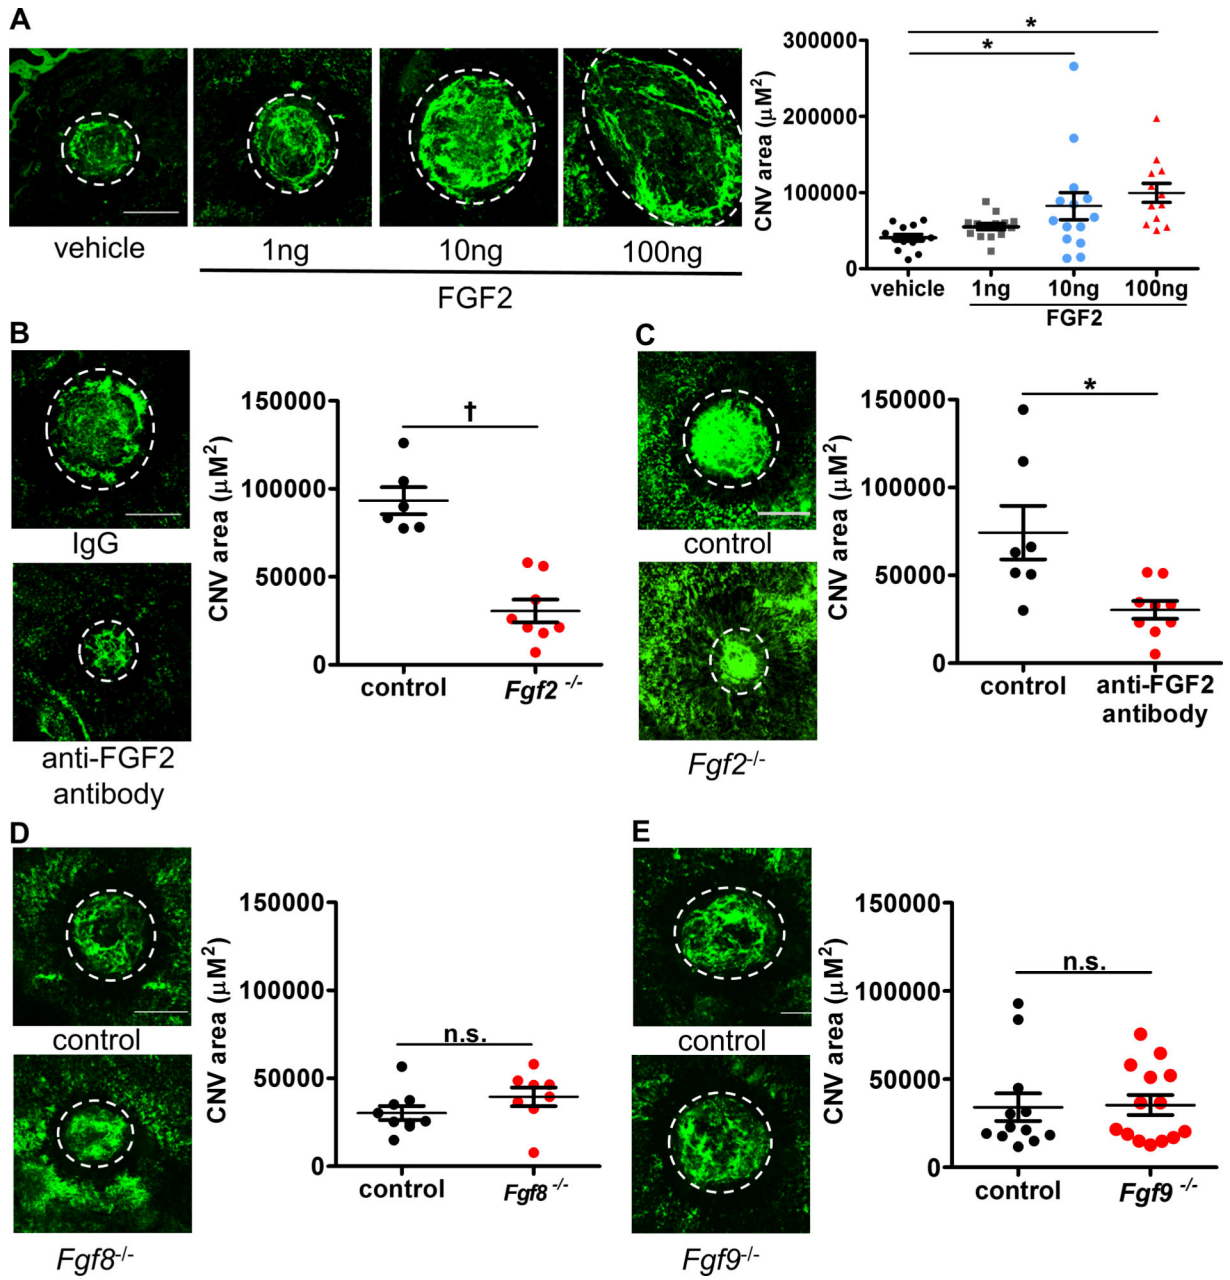 A
vehicle
1ng
10ng
100ng
FGF2
CNV area (μM²)
300000
200000
100000
0
*
*
vehicle
1ng
10ng
100ng
FGF2
B
IgG
anti-FGF2
antibody
CNV area (μM²)
150000
100000
50000
0
†
control
Fgf2 -/-
C
control
Fgf2-/-
CNV area (μM²)
150000
100000
50000
0
*
control
anti-FGF2
antibody
D
control
Fgf8-/-
CNV area (μM²)
150000
100000
50000
0
n.s.
control
Fgf8 -/-
E
control
Fgf9-/-
CNV area (μM²)
150000
100000
50000
0
n.s.
control
Fgf9 -/-